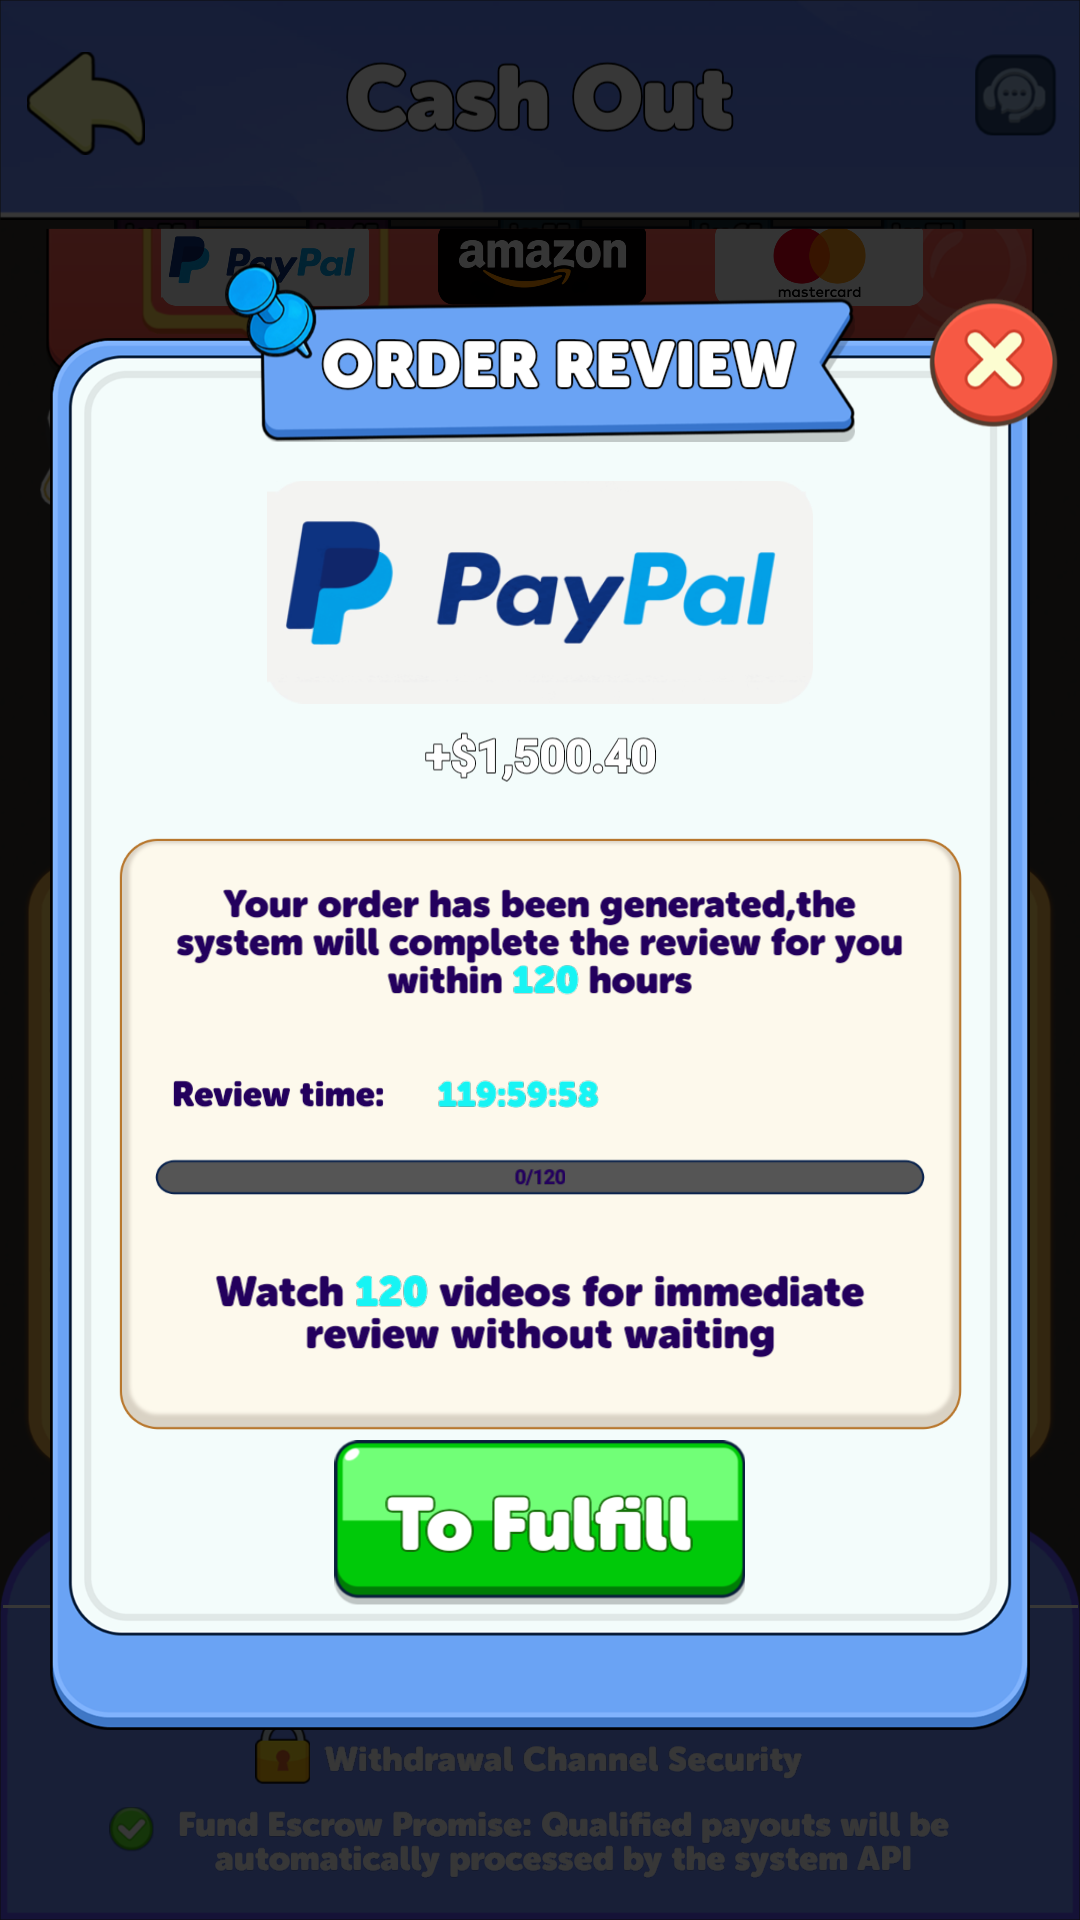 Cash Out
PayPal
amazon
mastercard
ORDER REVIEW
PayPal
+$1,500.40
Your order has been generated,the
system will complete the review for you
within 120 hours
Review time: 119:59:58
0/120
Watch 120 videos for immediate
review without waiting
To Fulfill
Withdrawal Channel Security
Fund Escrow Promise: Qualified payouts will be
automatically processed by the system API